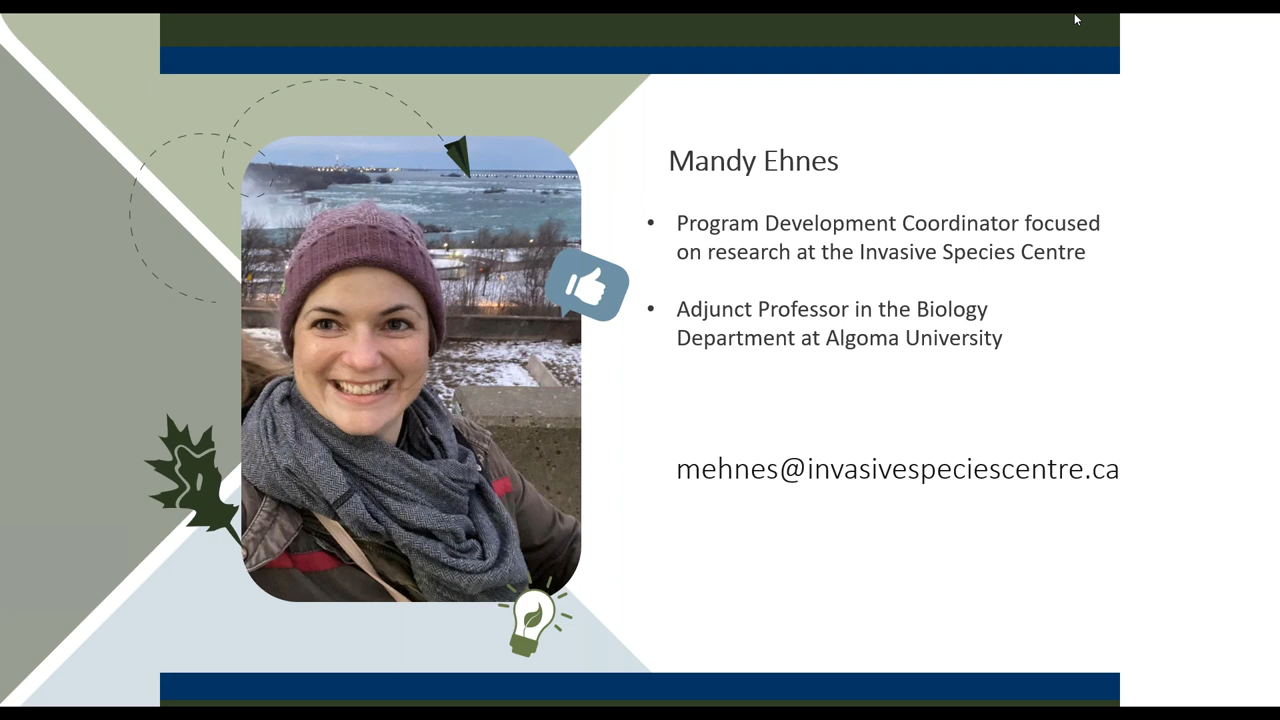 Mandy Ehnes
• Program Development Coordinator focused
on research at the Invasive Species Centre
• Adjunct Professor in the Biology
Department at Algoma University
mehnes@invasivespeciescentre.ca